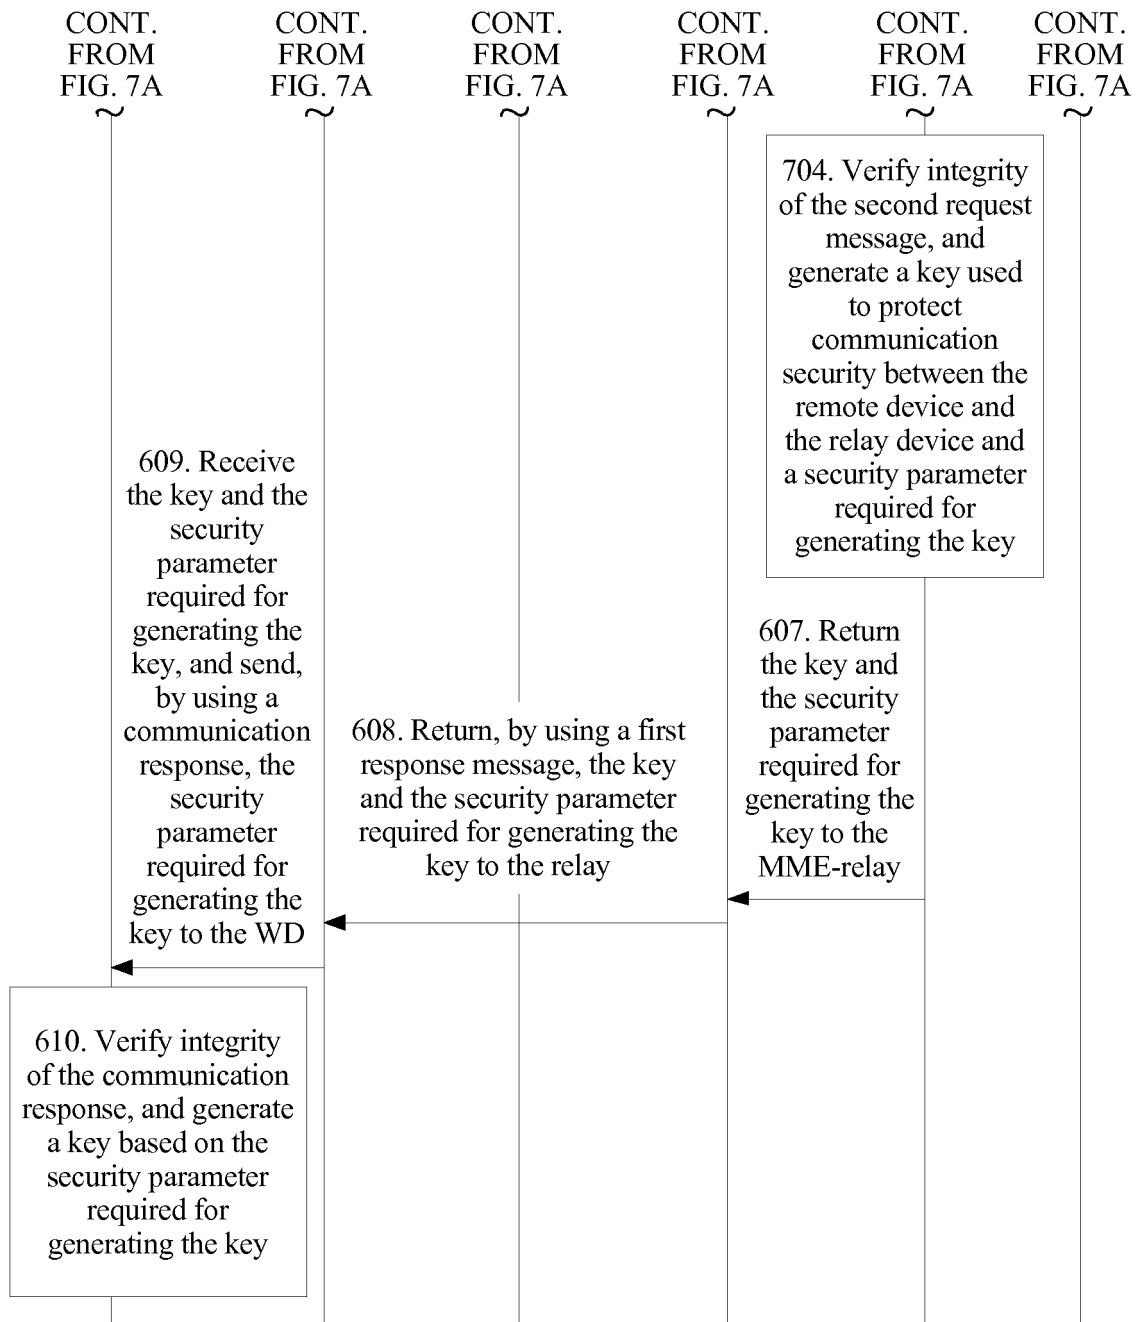 CONT.
FROM
FIG. 7A
CONT.
FROM
FIG. 7A
CONT.
FROM
FIG. 7A
CONT.
FROM
FIG. 7A
CONT.
FROM
FIG. 7A
CONT.
FROM
FIG. 7A
704. Verify integrity
of the second request
message, and
generate a key used
to protect
communication
security between the
remote device and
the relay device and
a security parameter
required for
generating the key
607. Return
the key and
the security
parameter
required for
generating the
key to the
MME-relay
608. Return, by using a first
response message, the key
and the security parameter
required for generating the
key to the relay
609. Receive
the key and the
security
parameter
required for
generating the
key, and send,
by using a
communication
response, the
security
parameter
required for
generating the
key to the WD
610. Verify integrity
of the communication
response, and generate
a key based on the
security parameter
required for
generating the key